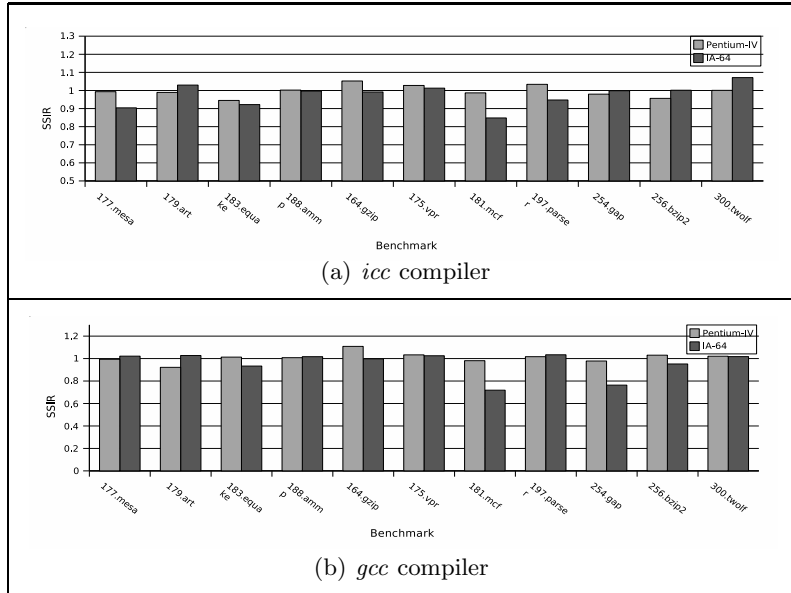 1.3
1.2
1.1
1
0.9
0.8
0.7
0.6
0.5
SSIR
Pentium-IV
IA-64
177.mesa
179.art
183.equa
ke
188.amm
p
164.gzip
175.vpr
181.mcf
197.parse
r
254.gap
256.bzip2
300.twolf
Benchmark
(a) icc compiler
1,2
1
0,8
0,6
0,4
0,2
0
SSIR
Pentium-IV
IA-64
177.mesa
179.art
183.equa
ke
188.amm
p
164.gzip
175.vpr
181.mcf
197.parse
r
254.gap
256.bzip2
300.twolf
Benchmark
(b) gcc compiler